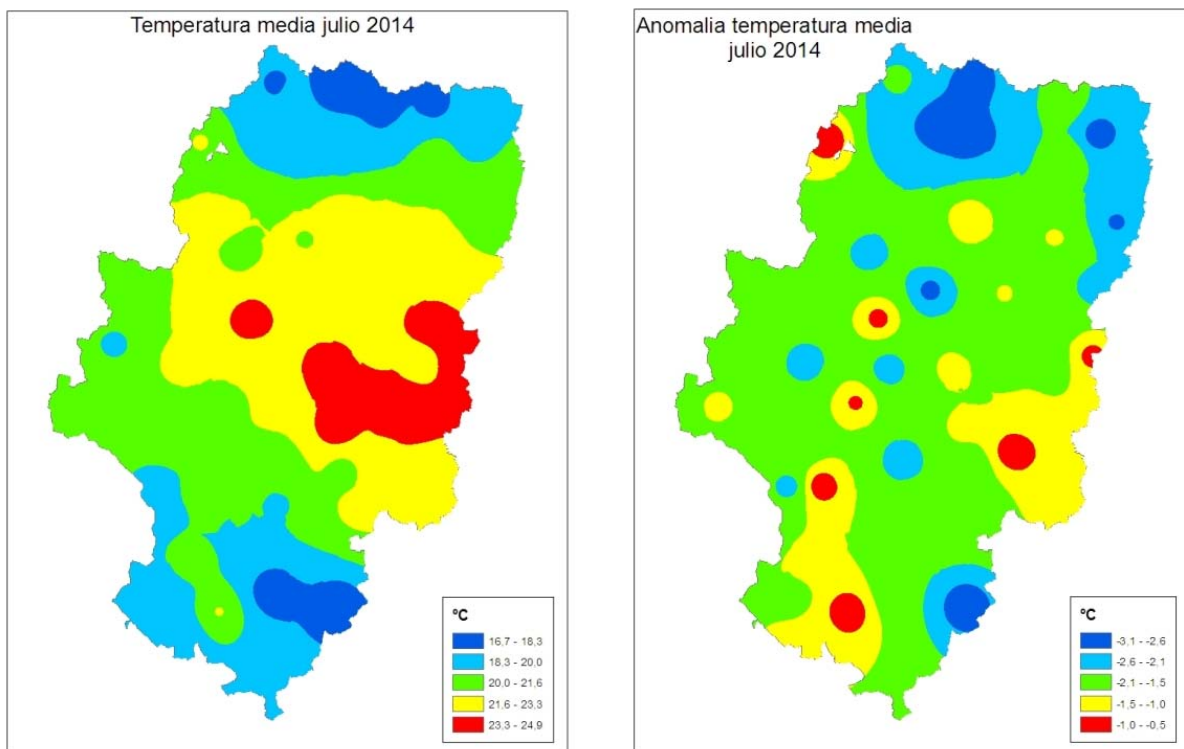 Temperatura media julio 2014
ºC
16.7 - 18,3
18,3 - 20,0
20,0 - 21,6
21,6 - 23,3
23,3 - 24,9
Anomalia temperatura media
julio 2014
ºC
-3,1 - -2.6
-2.6 - -2,1
-2,1 - -1,5
-1,5 - -1,0
-1,0 - -0,5